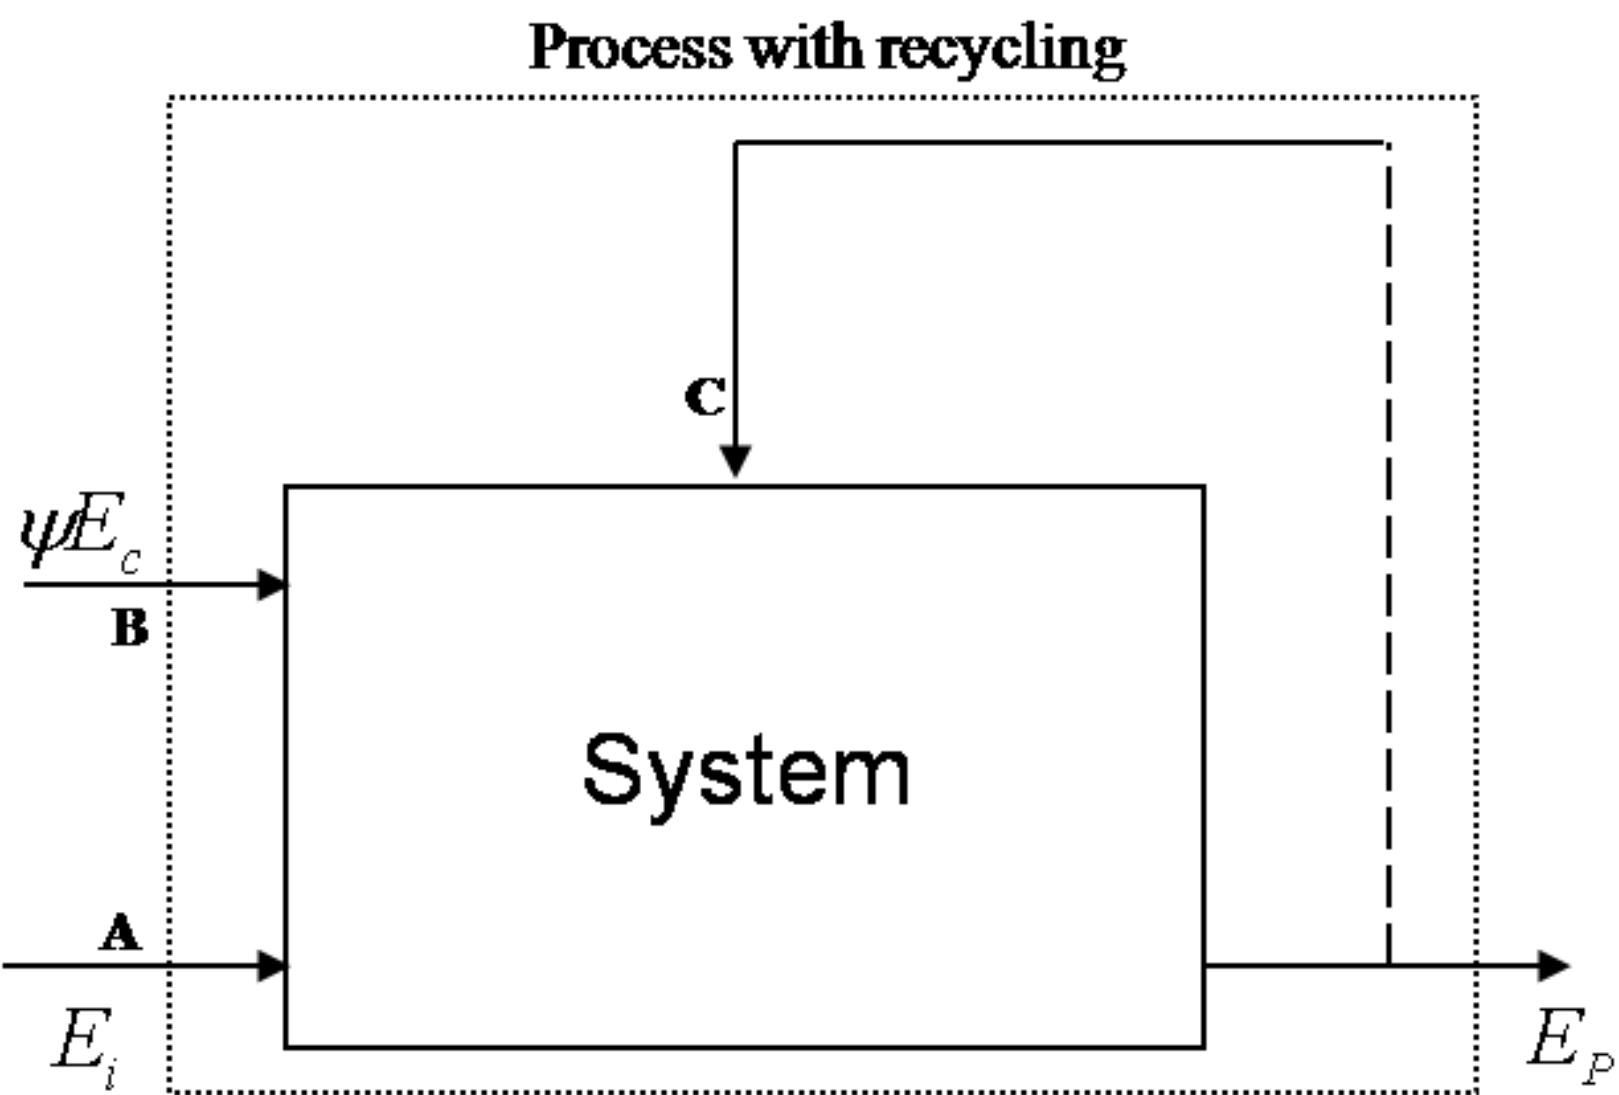 Process with recycling
C
ψE_c
B
System
A
E_i
E_P